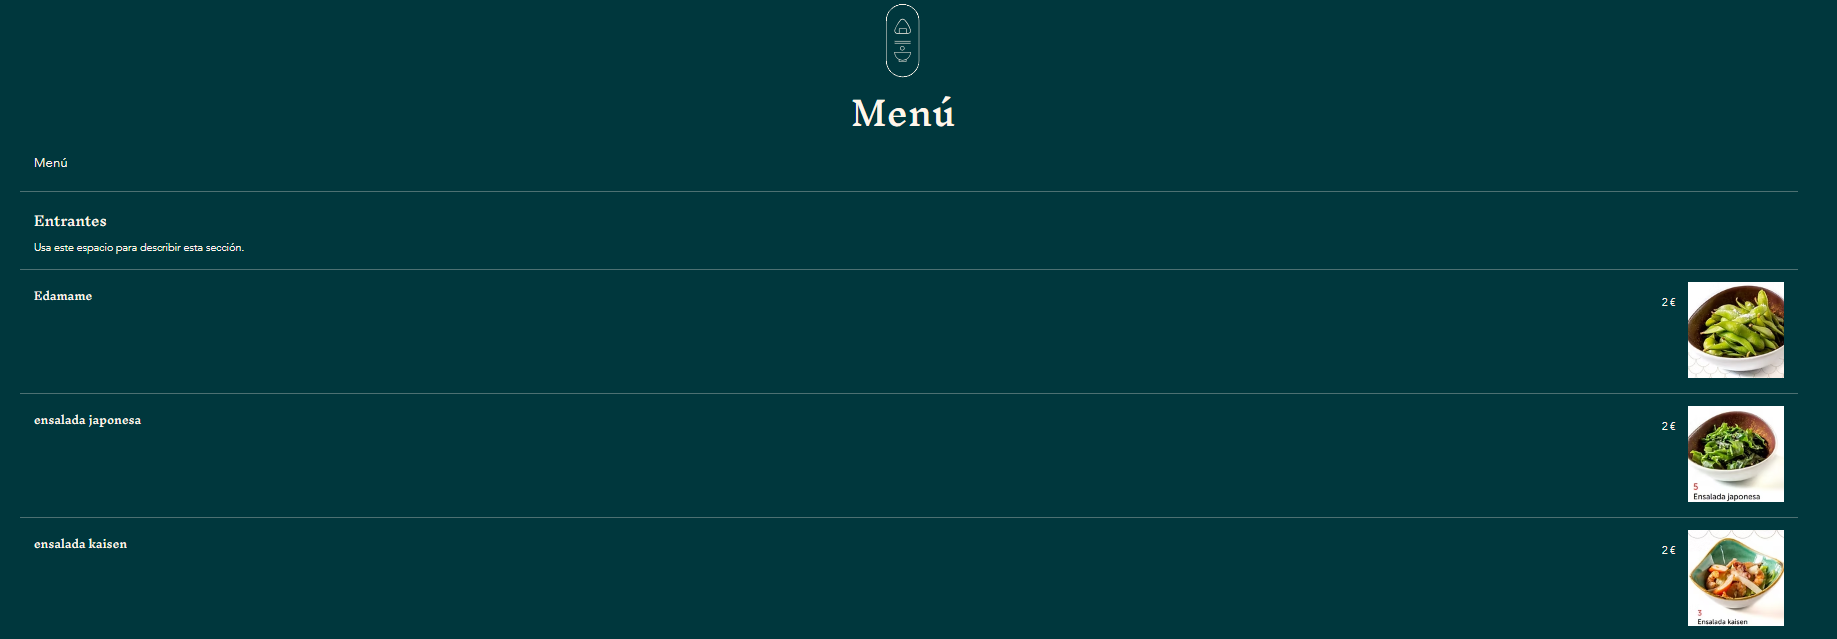 Menú
Menú
Entrantes
Usa este espacio para describir esta sección.
Edamame
2 €
ensalada japonesa
2 €
5
Ensalada japonesa
ensalada kaisen
2 €
3
Ensalada kaisen